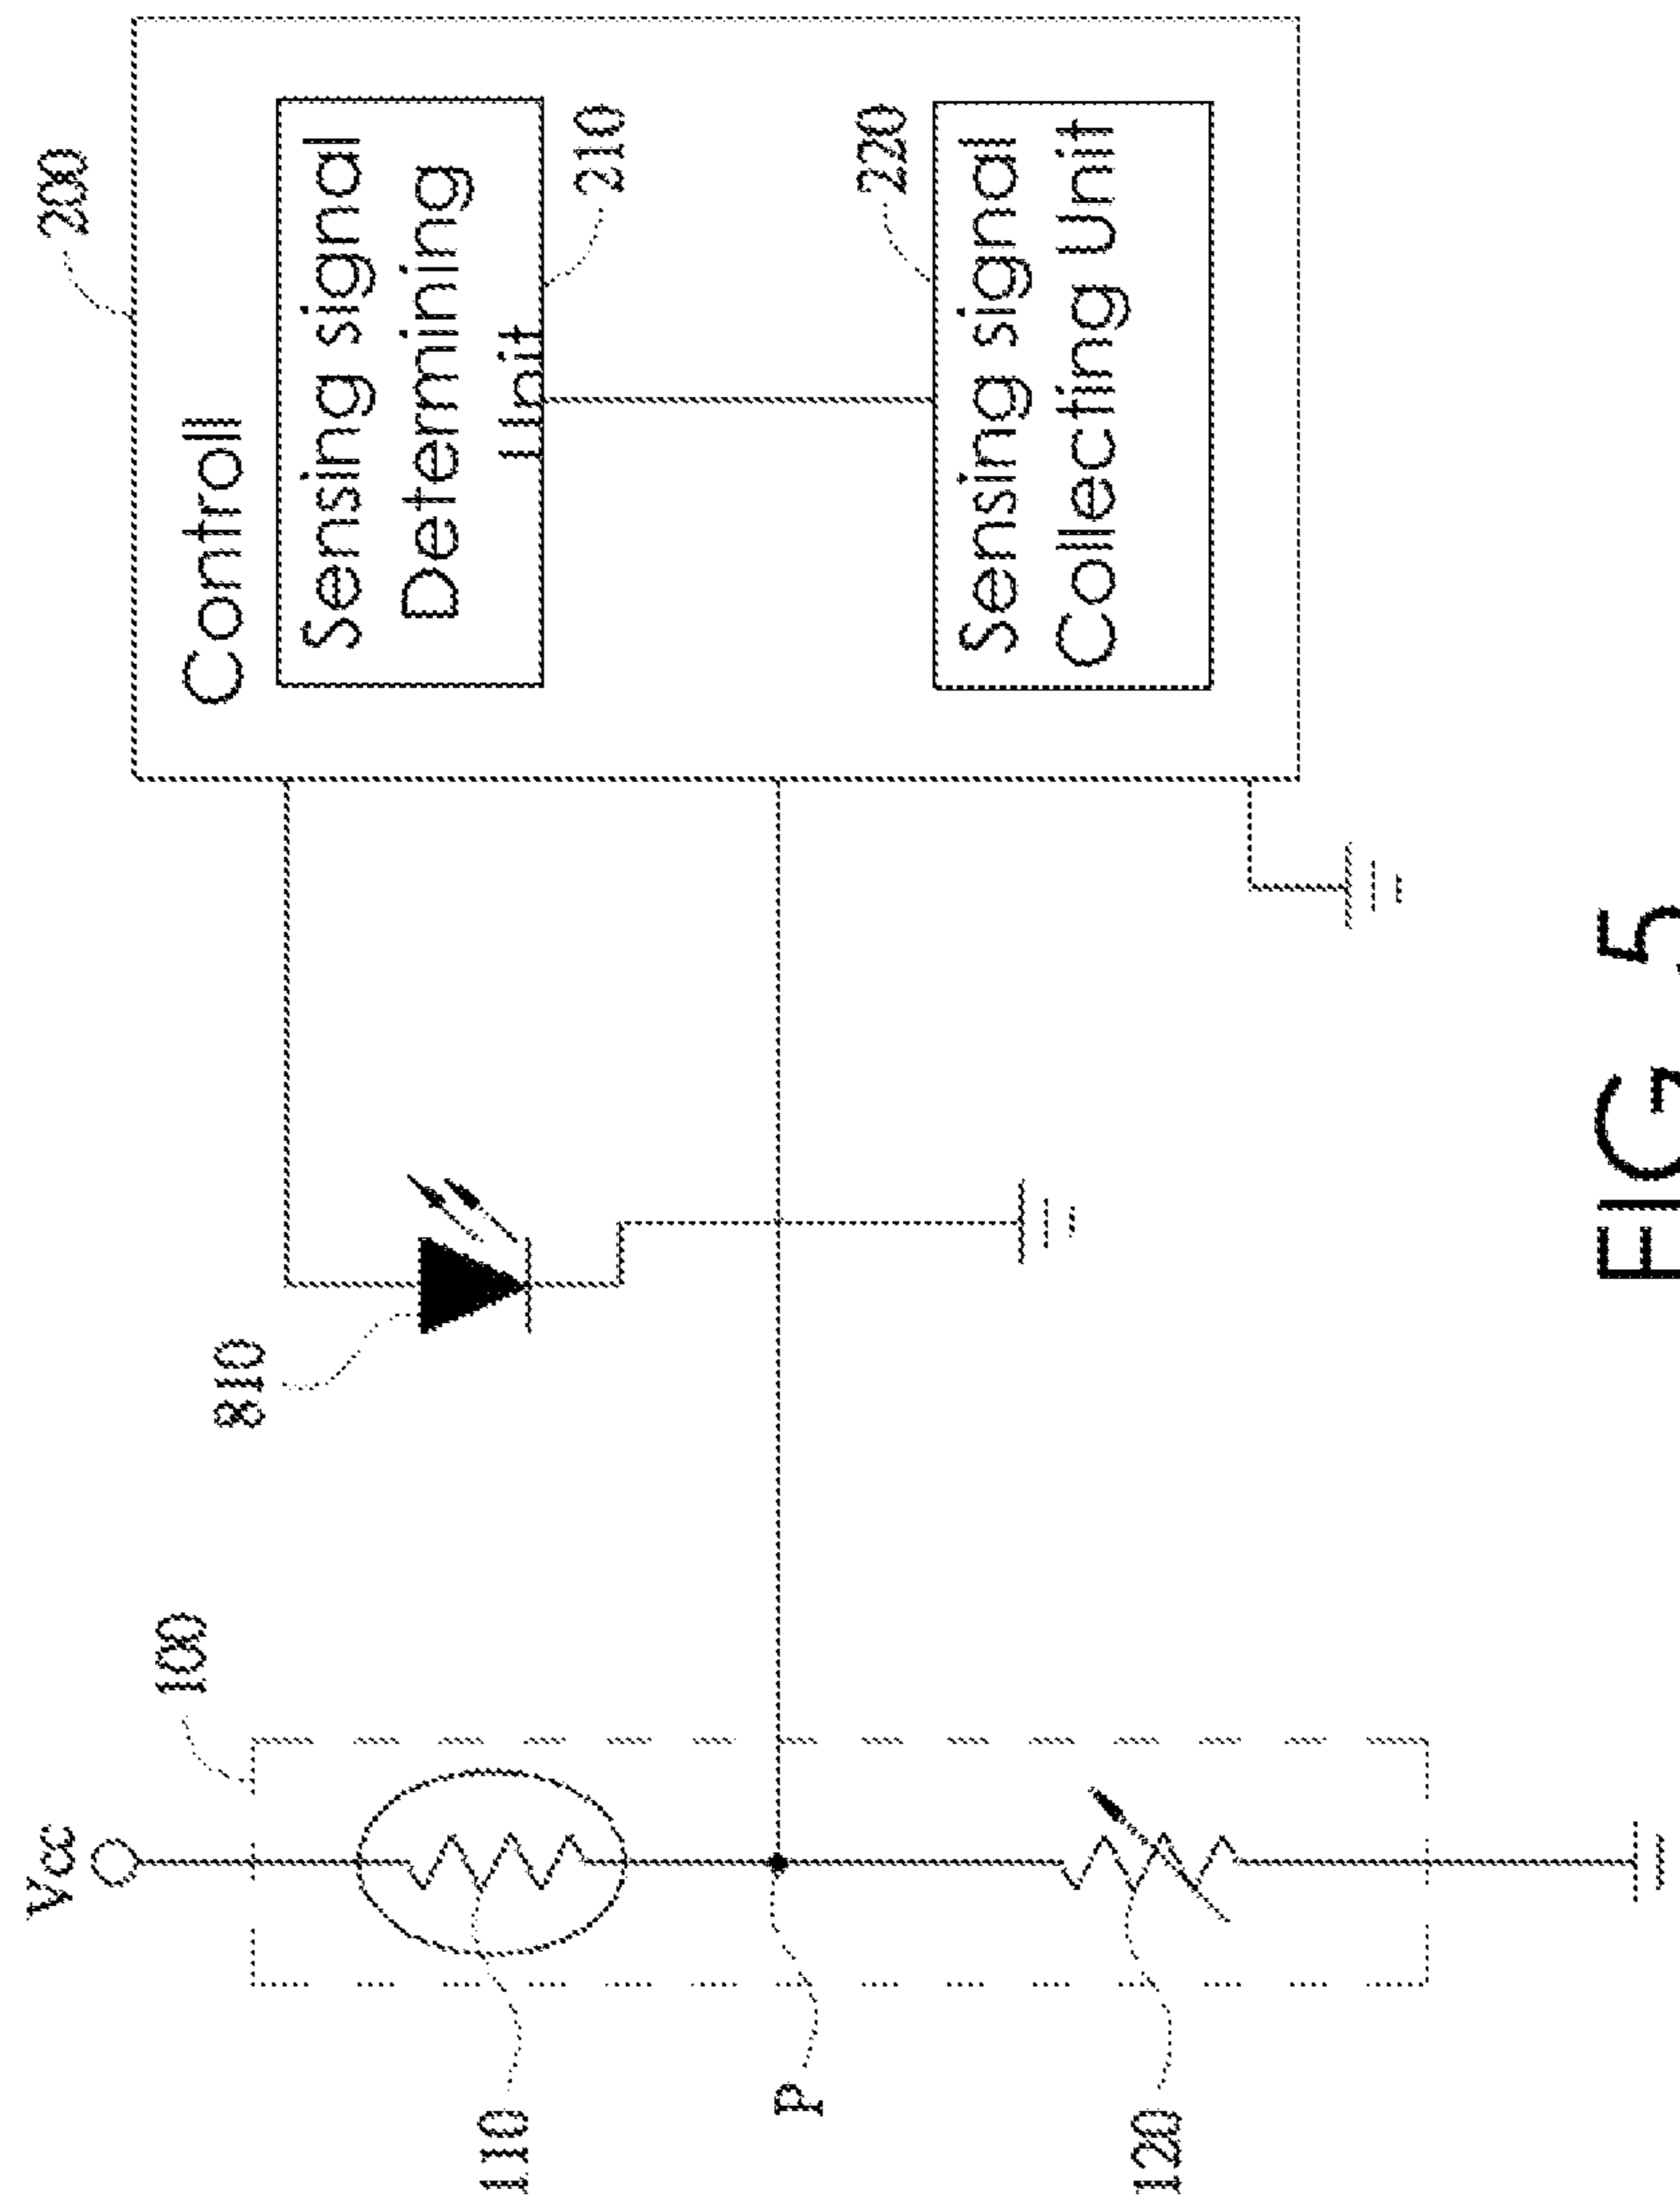 Vcc
100
110
P
120
810
200
Controll
Sensing signal
Determining
Unit
210
220
Sensing signal
Collecting Unit
FIG 5